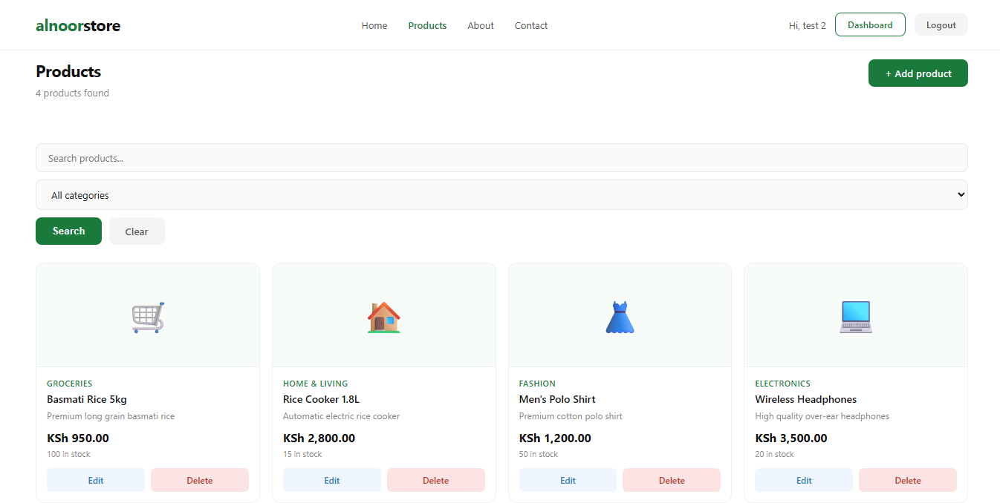 alnoorstore
Home Products About Contact
Hi, test 2 Dashboard Logout
Products
+ Add product
4 products found
Search products...
All categories
Search Clear
GROCERIES
Basmati Rice 5kg
Premium long grain basmati rice
KSh 950.00
100 in stock
Edit Delete
HOME & LIVING
Rice Cooker 1.8L
Automatic electric rice cooker
KSh 2,800.00
15 in stock
Edit Delete
FASHION
Men's Polo Shirt
Premium cotton polo shirt
KSh 1,200.00
50 in stock
Edit Delete
ELECTRONICS
Wireless Headphones
High quality over-ear headphones
KSh 3,500.00
20 in stock
Edit Delete